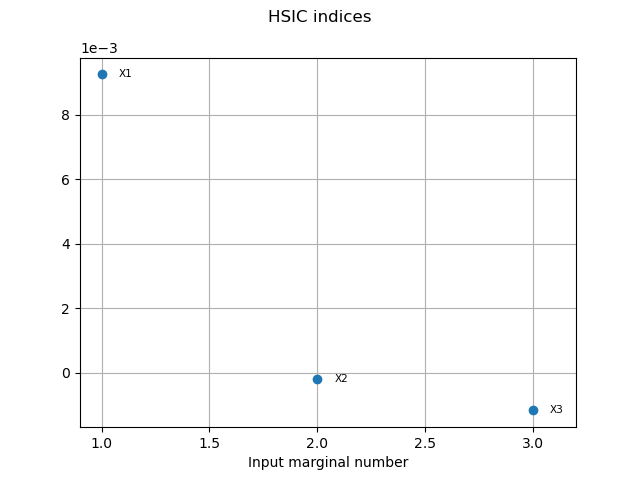 HSIC indices
1e−3
X1
8
6
4
2
X2
0
X3
1.0 1.5 2.0 2.5 3.0
Input marginal number